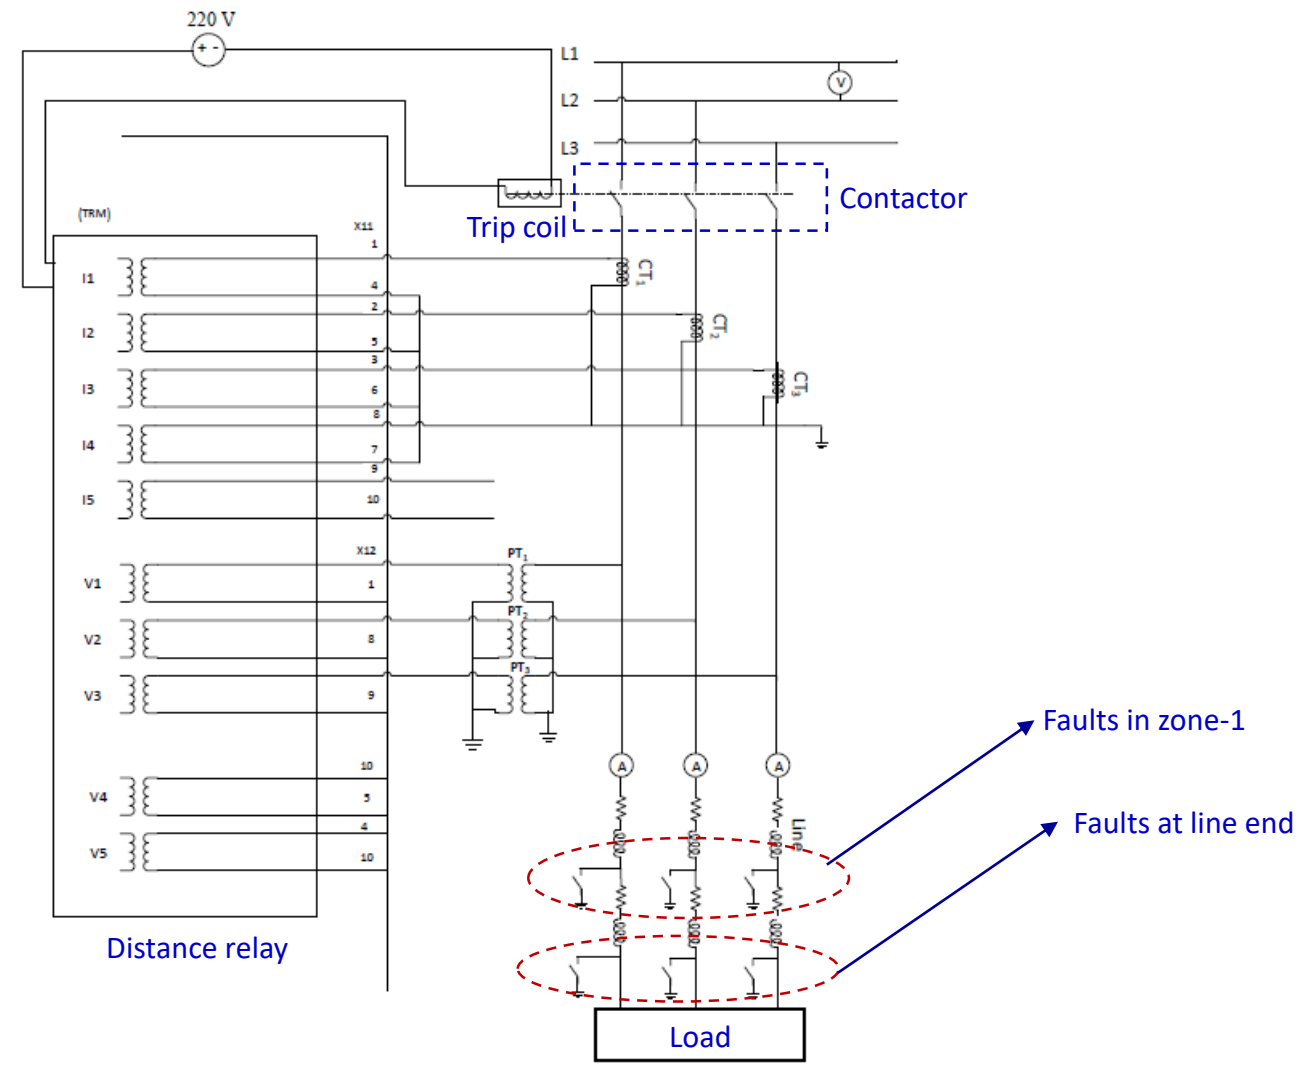 220 V
+ -
L1
V
L2
L3
Contactor
Trip coil
(TRM)
X11
1
I1
CT1
4
2
I2
CT2
5
3
I3
6
CT3
8
I4
7
9
I5
10
X12
PT1
V1
1
PT2
V2
8
PT3
V3
9
Faults in zone-1
10
A
A
A
V4
5
4
Line
Faults at line end
V5
10
Distance relay
Load